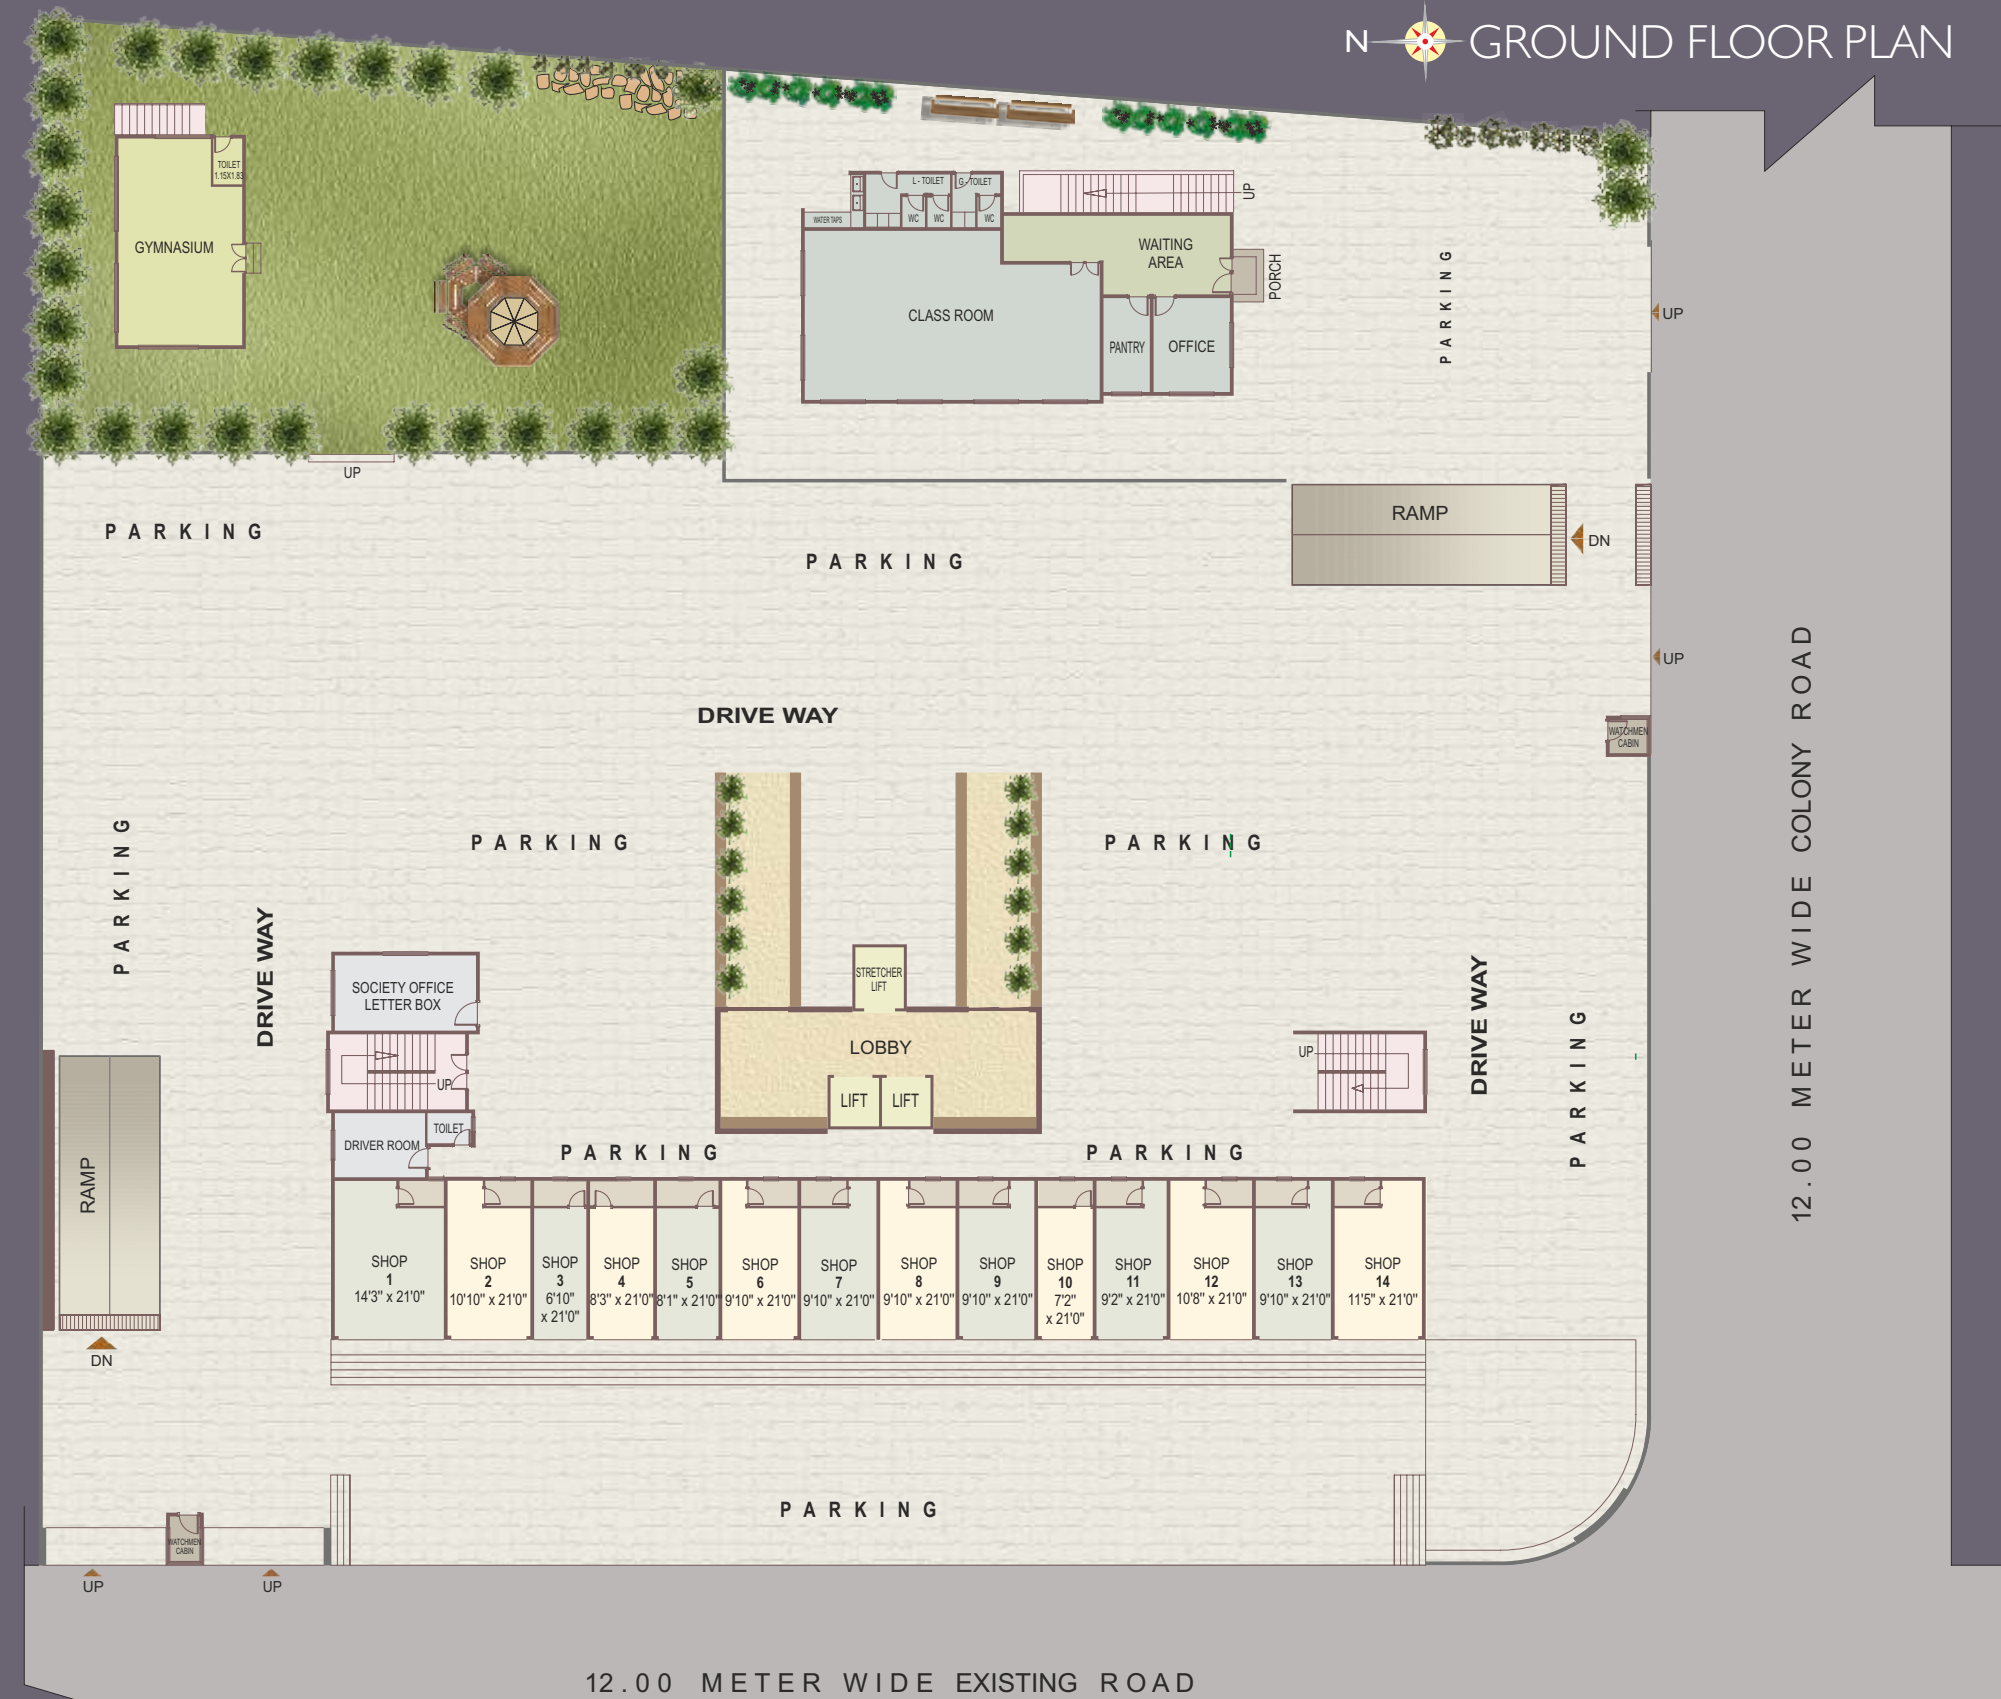 N GROUND FLOOR PLAN
TOILET
1.15X1.83
GYMNASIUM
L - TOILET
G - TOILET
WATER TAPS
WC
WC
WC
UP
WAITING
AREA
PORCH
CLASS ROOM
PANTRY
OFFICE
PARKING
UP
UP
PARKING
PARKING
RAMP
DN
UP
WATCHMEN
CABIN
DRIVE WAY
PARKING
PARKING
PARKING
DRIVE WAY
SOCIETY OFFICE
LETTER BOX
UP
DRIVER ROOM
TOILET
STRETCHER
LIFT
LOBBY
LIFT
LIFT
UP
DRIVE WAY
PARKING
12.00 METER WIDE COLONY ROAD
PARKING
PARKING
RAMP
DN
SHOP
1
14'3" x 21'0"
SHOP
2
10'10" x 21'0"
SHOP
3
6'10"
x 21'0"
SHOP
4
8'3" x 21'0"
SHOP
5
8'1" x 21'0"
SHOP
6
9'10" x 21'0"
SHOP
7
9'10" x 21'0"
SHOP
8
9'10" x 21'0"
SHOP
9
9'10" x 21'0"
SHOP
10
7'2"
x 21'0"
SHOP
11
9'2" x 21'0"
SHOP
12
10'8" x 21'0"
SHOP
13
9'10" x 21'0"
SHOP
14
11'5" x 21'0"
PARKING
WATCHMEN
CABIN
UP
UP
12.00 METER WIDE EXISTING ROAD